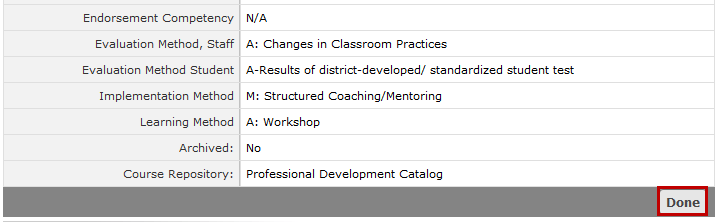 Endorsement Competency N/A
Evaluation Method, Staff A: Changes in Classroom Practices
Evaluation Method Student A-Results of district-developed/ standardized student test
Implementation Method M: Structured Coaching/Mentoring
Learning Method A: Workshop
Archived: No
Course Repository: Professional Development Catalog
Done